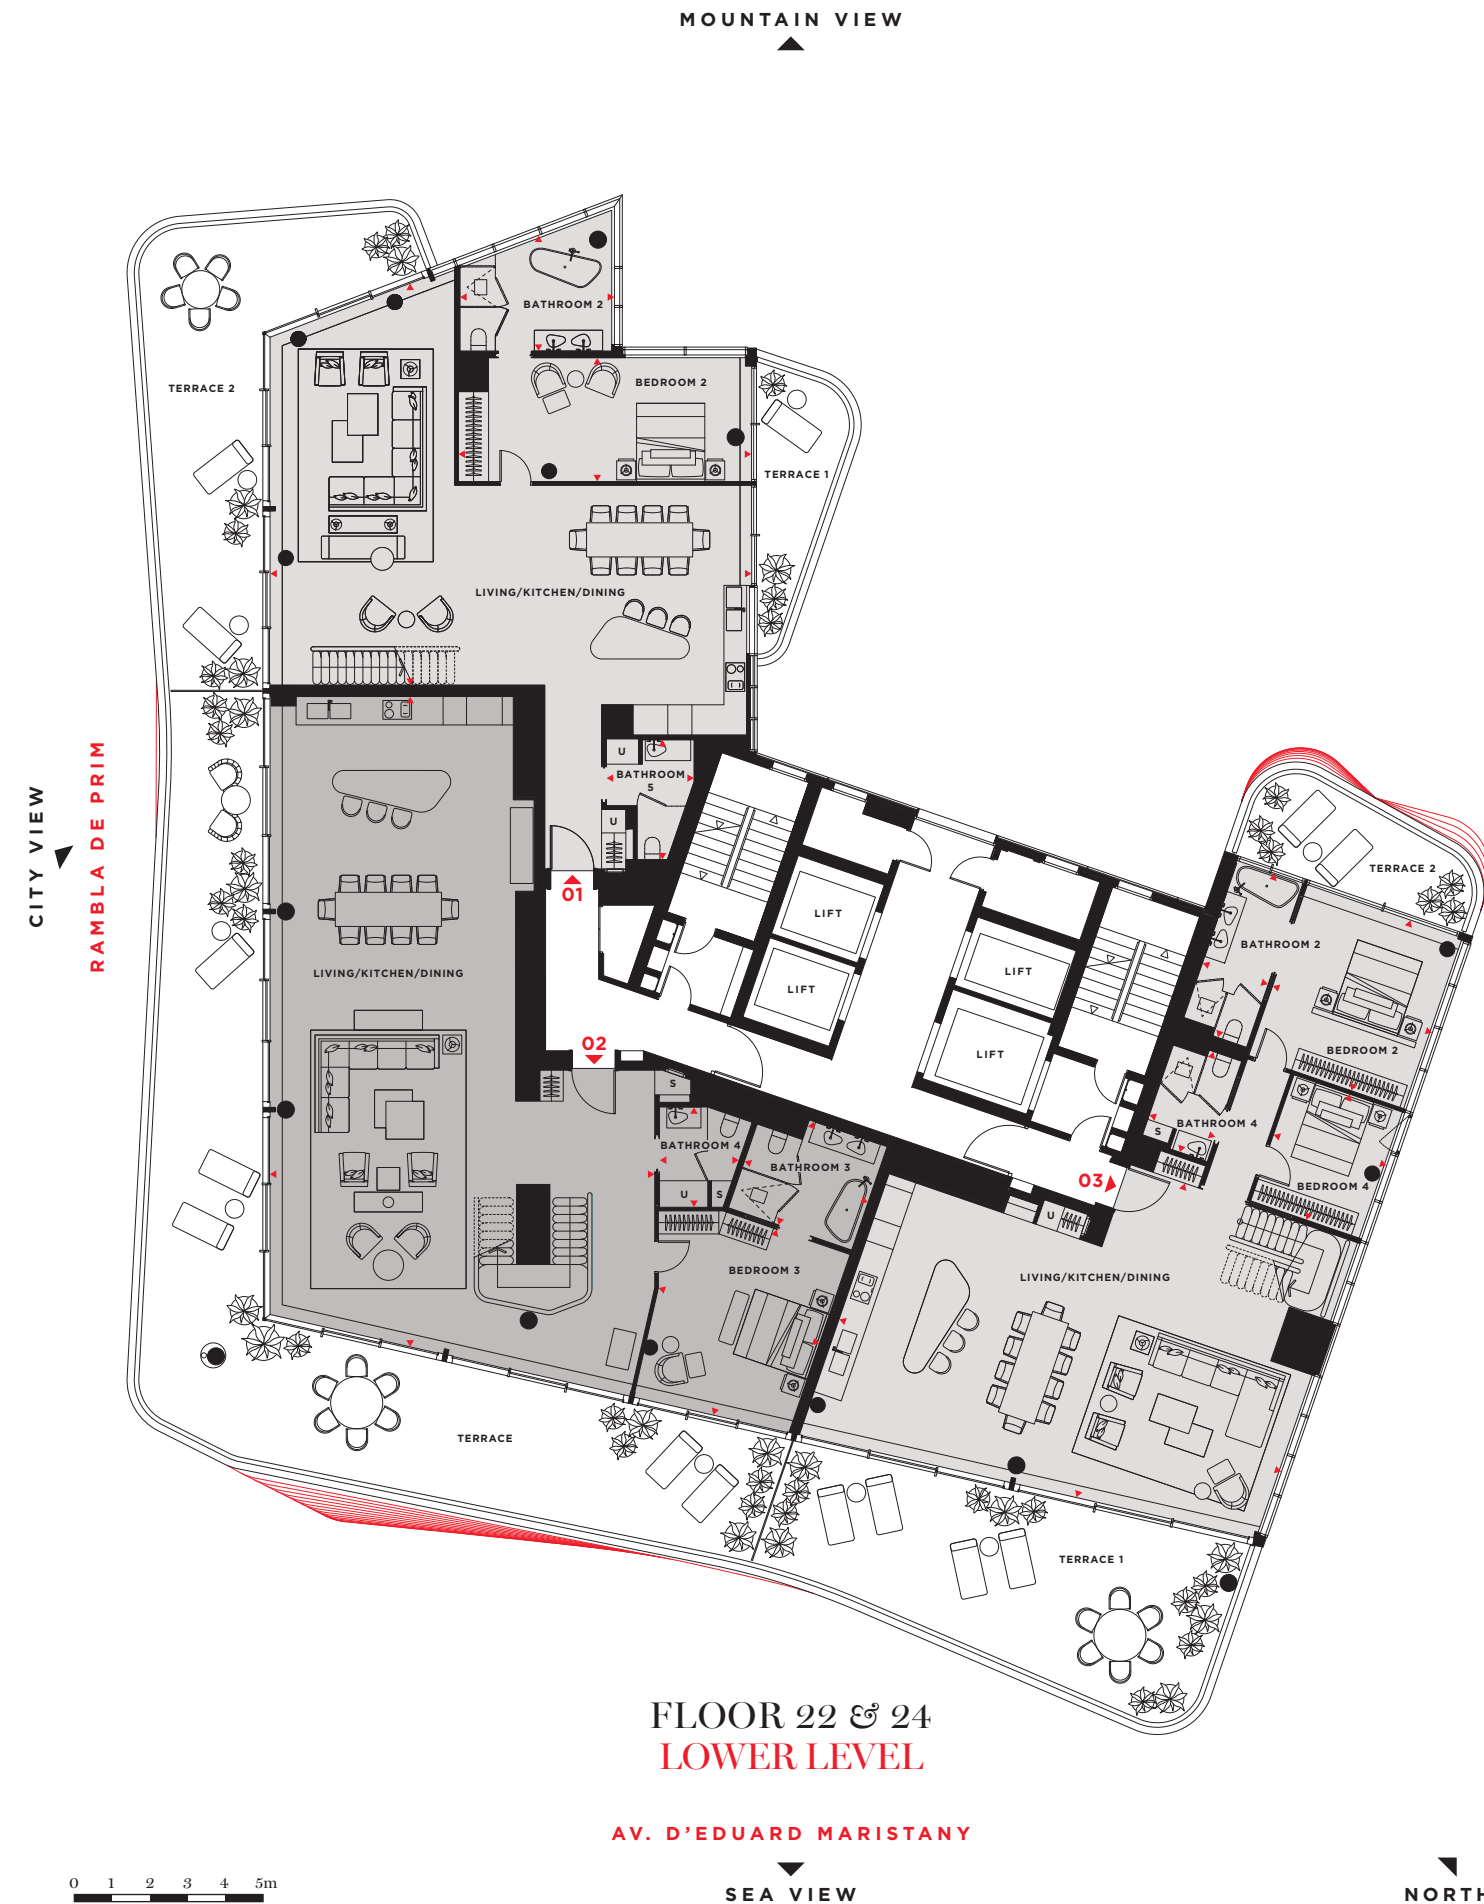 MOUNTAIN VIEW
BATHROOM 2
TERRACE 2
BEDROOM 2
TERRACE 1
LIVING/KITCHEN/DINING
U
BATHROOM
5
U
01
CITY VIEW
RAMBLA DE PRIM
LIVING/KITCHEN/DINING
LIFT
LIFT
LIFT
LIFT
02
S
BATHROOM 4
BATHROOM 3
U
S
BEDROOM 3
TERRACE
TERRACE 2
BATHROOM 2
BEDROOM 2
BATHROOM 4
S
03
BEDROOM 4
U
LIVING/KITCHEN/DINING
TERRACE 1
FLOOR 22 & 24
LOWER LEVEL
AV. D’EDUARD MARISTANY
SEA VIEW
0 1 2 3 4 5m
NORTH